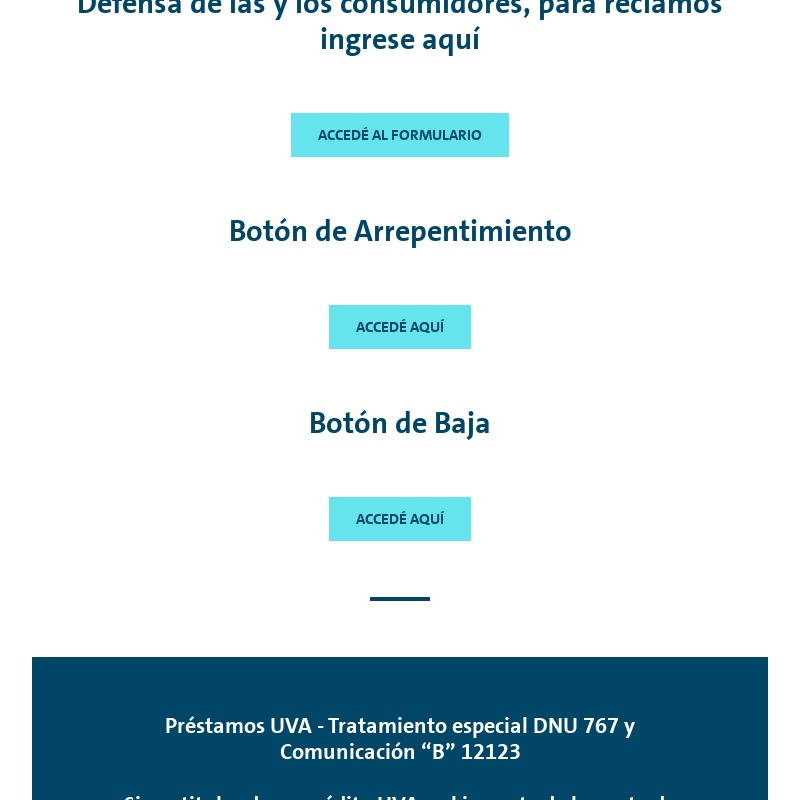 Defensa de las y los consumidores, para reclamos
ingrese aquí
ACCEDÉ AL FORMULARIO
Botón de Arrepentimiento
ACCEDÉ AQUÍ
Botón de Baja
ACCEDÉ AQUÍ
Préstamos UVA - Tratamiento especial DNU 767 y
Comunicación “B” 12123